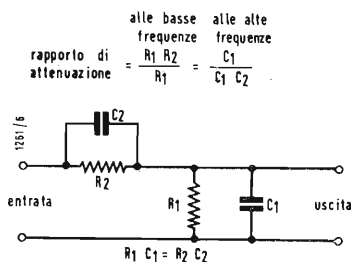 alle basse alle alte
frequenze frequenze
rapporto di attenuazione = R1 R2 / R1 = C1 / C1 C2
1261/6
C2
R2
entrata
R1
C1
uscita
R1 C1 = R2 C2